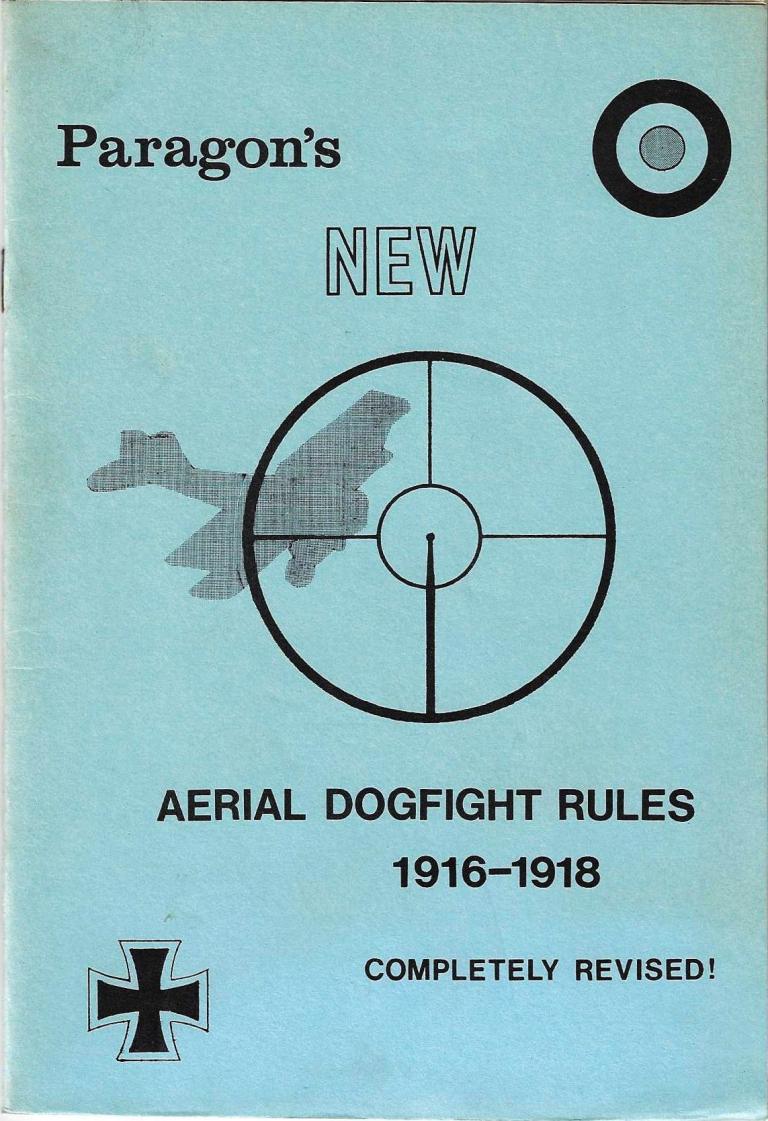 Paragon's
NEW
AERIAL DOGFIGHT RULES
1916–1918
COMPLETELY REVISED!